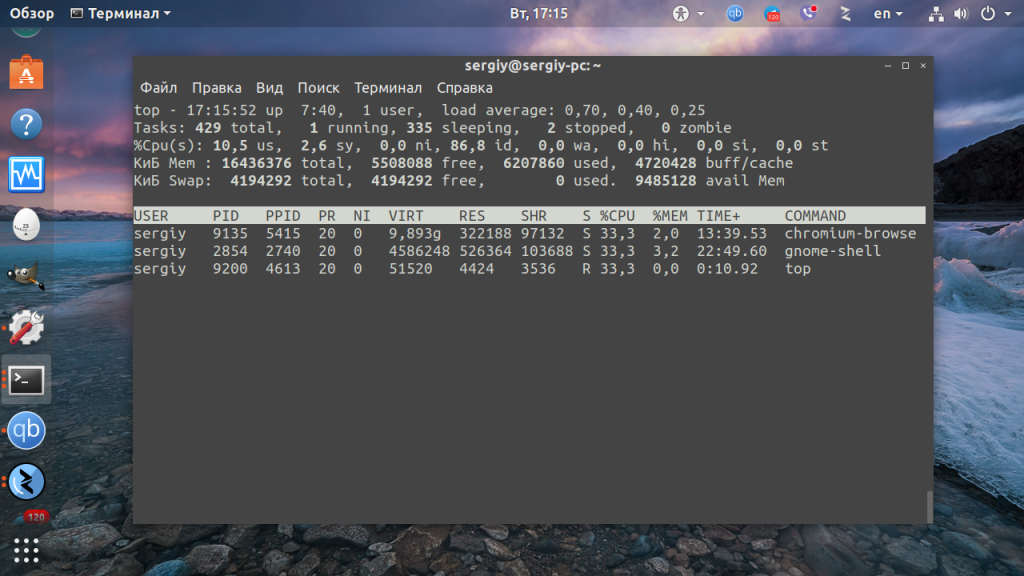 Обзор Терминал Вт, 17:15 qb 120 en
sergiy@sergiy-pc: ~
Файл Правка Вид Поиск Терминал Справка
top - 17:15:52 up  7:40,  1 user,  load average: 0,70, 0,40, 0,25
Tasks: 429 total,   1 running, 335 sleeping,   2 stopped,   0 zombie
%Cpu(s): 10,5 us,  2,6 sy,  0,0 ni, 86,8 id,  0,0 wa,  0,0 hi,  0,0 si,  0,0 st
КиБ Mem : 16436376 total,  5508088 free,  6207860 used,  4720428 buff/cache
КиБ Swap:  4194292 total,  4194292 free,        0 used.  9485128 avail Mem
USER PID PPID PR NI VIRT RES SHR S %CPU %MEM TIME+ COMMAND
sergiy 9135 5415 20 0 9,893g 322188 97132 S 33,3 2,0 13:39.53 chromium-browse
sergiy 2854 2740 20 0 4586248 526364 103688 S 33,3 3,2 22:49.60 gnome-shell
sergiy 9200 4613 20 0 51520 4424 3536 R 33,3 0,0 0:10.92 top
?
>_
qb
120